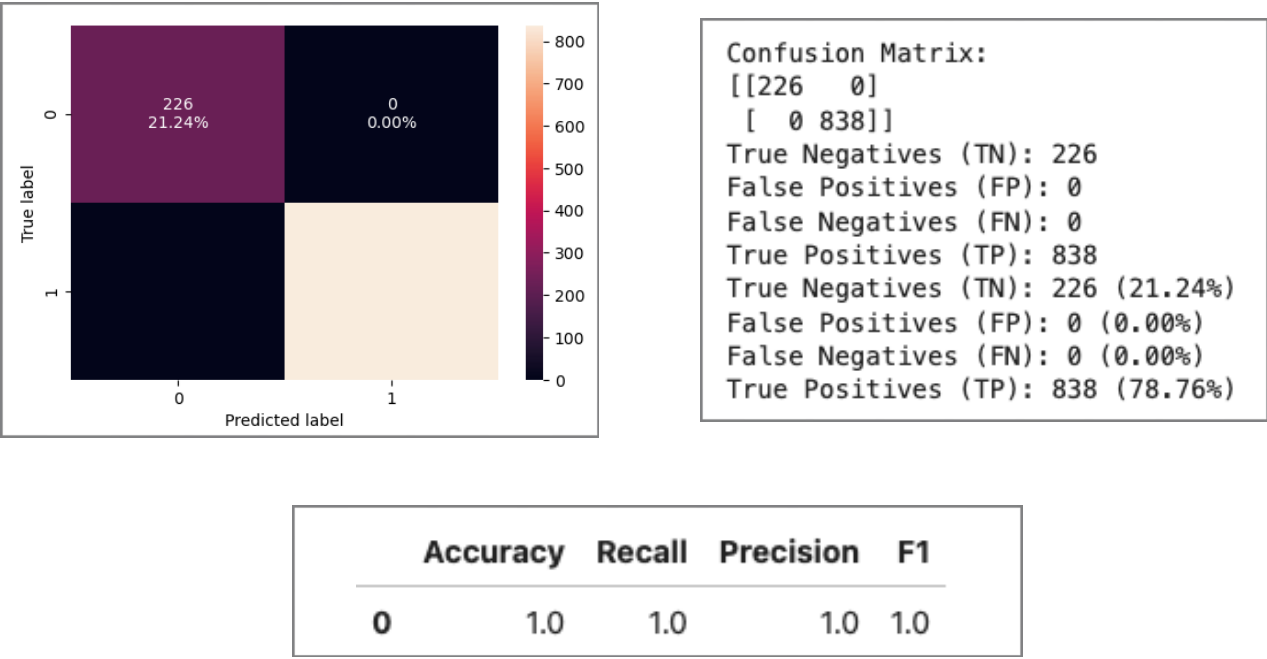 226
21.24%
0
0.00%
0
1
True label
0
1
Predicted label
800
700
600
500
400
300
200
100
0
Confusion Matrix:
[[226   0]
 [  0 838]]
True Negatives (TN): 226
False Positives (FP): 0
False Negatives (FN): 0
True Positives (TP): 838
True Negatives (TN): 226 (21.24%)
False Positives (FP): 0 (0.00%)
False Negatives (FN): 0 (0.00%)
True Positives (TP): 838 (78.76%)
Accuracy Recall Precision F1
0 1.0 1.0 1.0 1.0